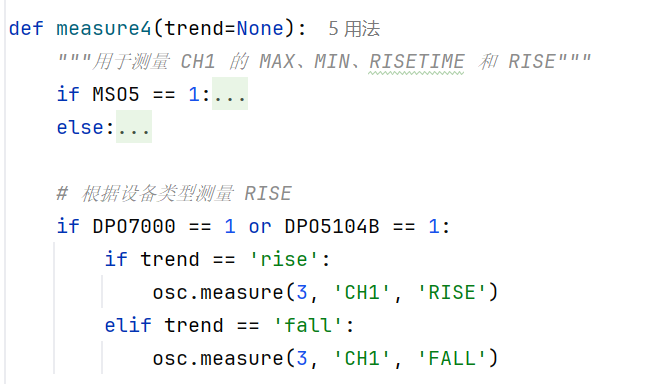 def measure4(trend=None):  5 用法
    """用于测量 CH1 的 MAX、MIN、RISETIME 和 RISE"""
    if MSO5 == 1:...
    else:...
    # 根据设备类型测量 RISE
    if DPO7000 == 1 or DPO5104B == 1:
        if trend == 'rise':
            osc.measure(3, 'CH1', 'RISE')
        elif trend == 'fall':
            osc.measure(3, 'CH1', 'FALL')